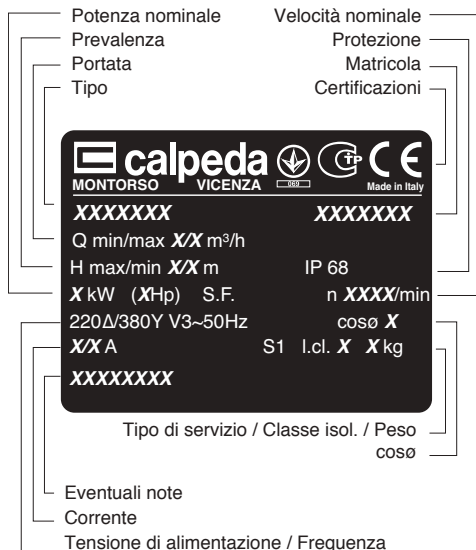 Potenza nominale Velocità nominale
Prevalenza Protezione
Portata Matricola
Tipo Certificazioni
calpeda
MONTORSO VICENZA 069 Made in Italy
XXXXXXX XXXXXXX
Q min/max X/X m³/h
H max/min X/X m IP 68
X kW (XHp) S.F. n XXXX/min
220Δ/380Y V3~50Hz cosø X
X/X A S1 I.cl. X X kg
XXXXXXXX
Tipo di servizio / Classe isol. / Peso
cosø
Eventuali note
Corrente
Tensione di alimentazione / Frequenza